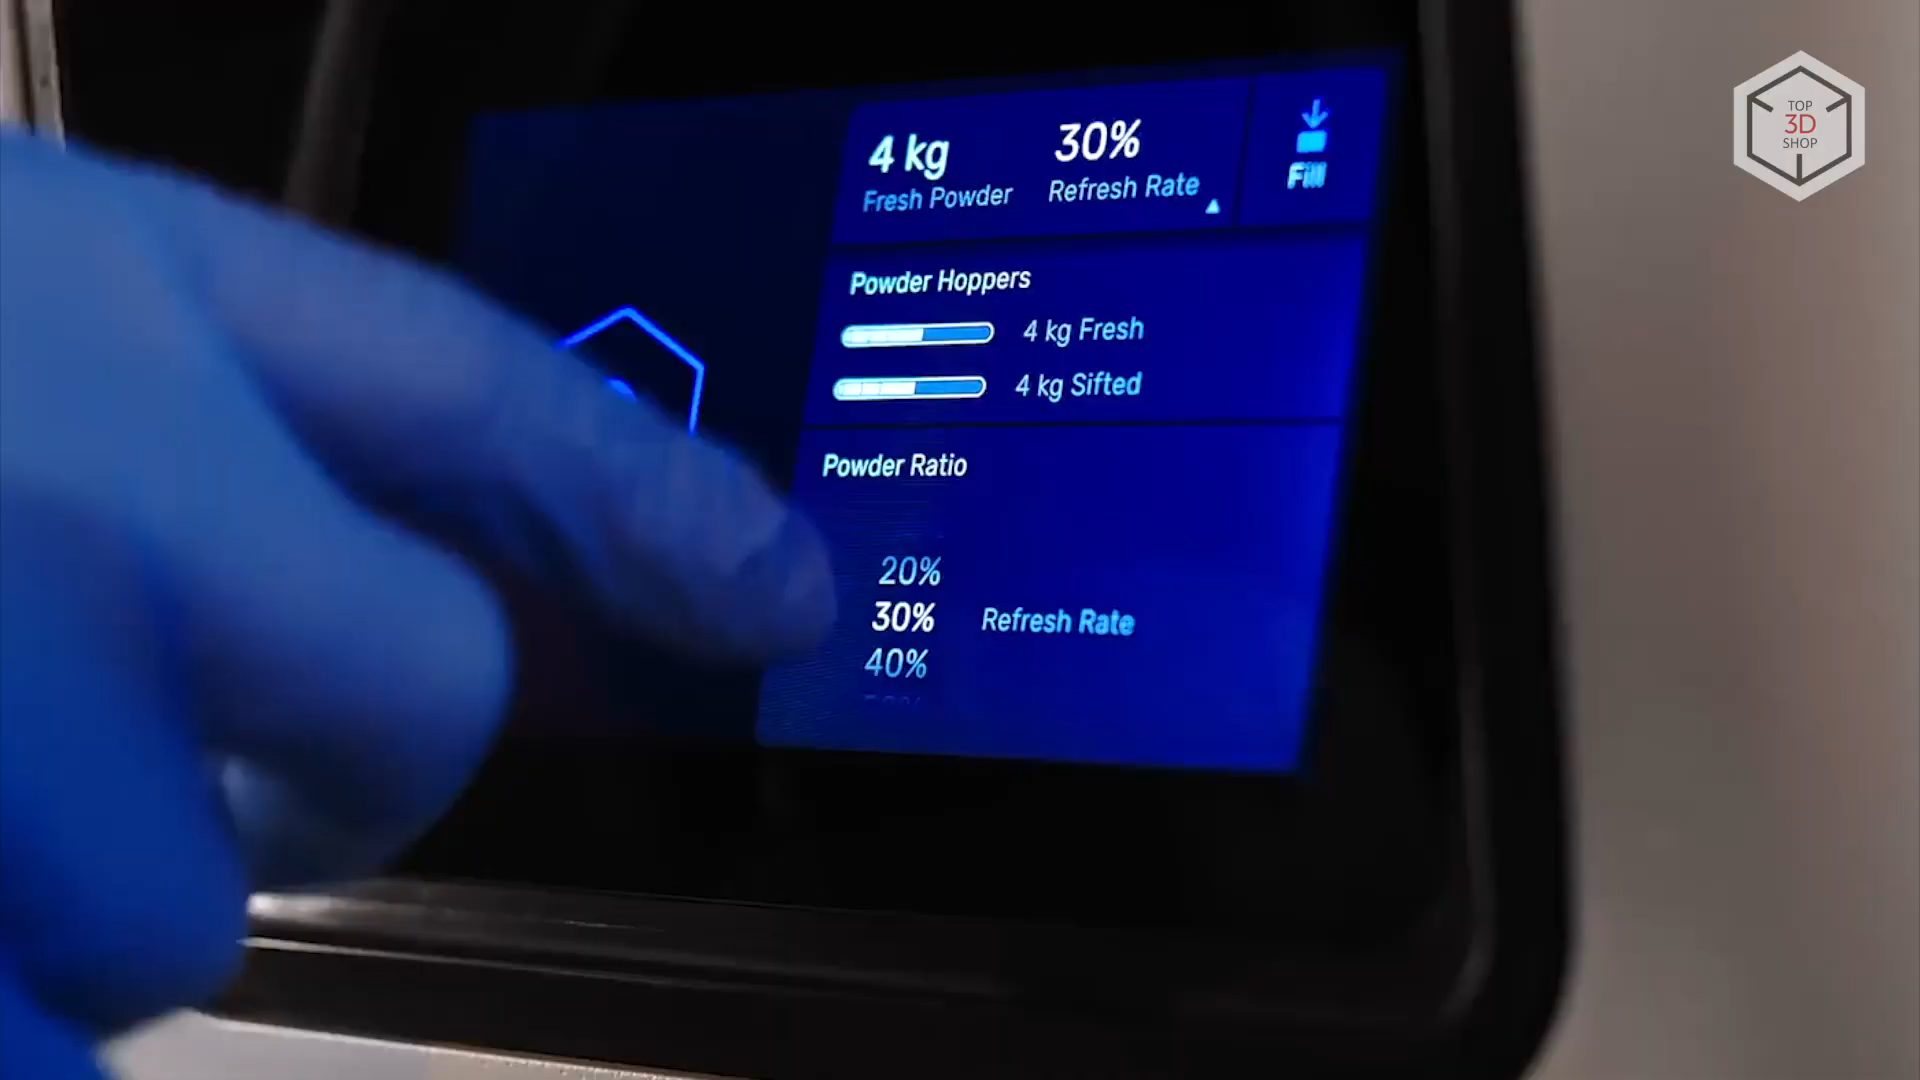 4 kg
Fresh Powder
30%
Refresh Rate
Fill
Powder Hoppers
4 kg Fresh
4 kg Sifted
Powder Ratio
20%
30% Refresh Rate
40%
TOP
3D
SHOP